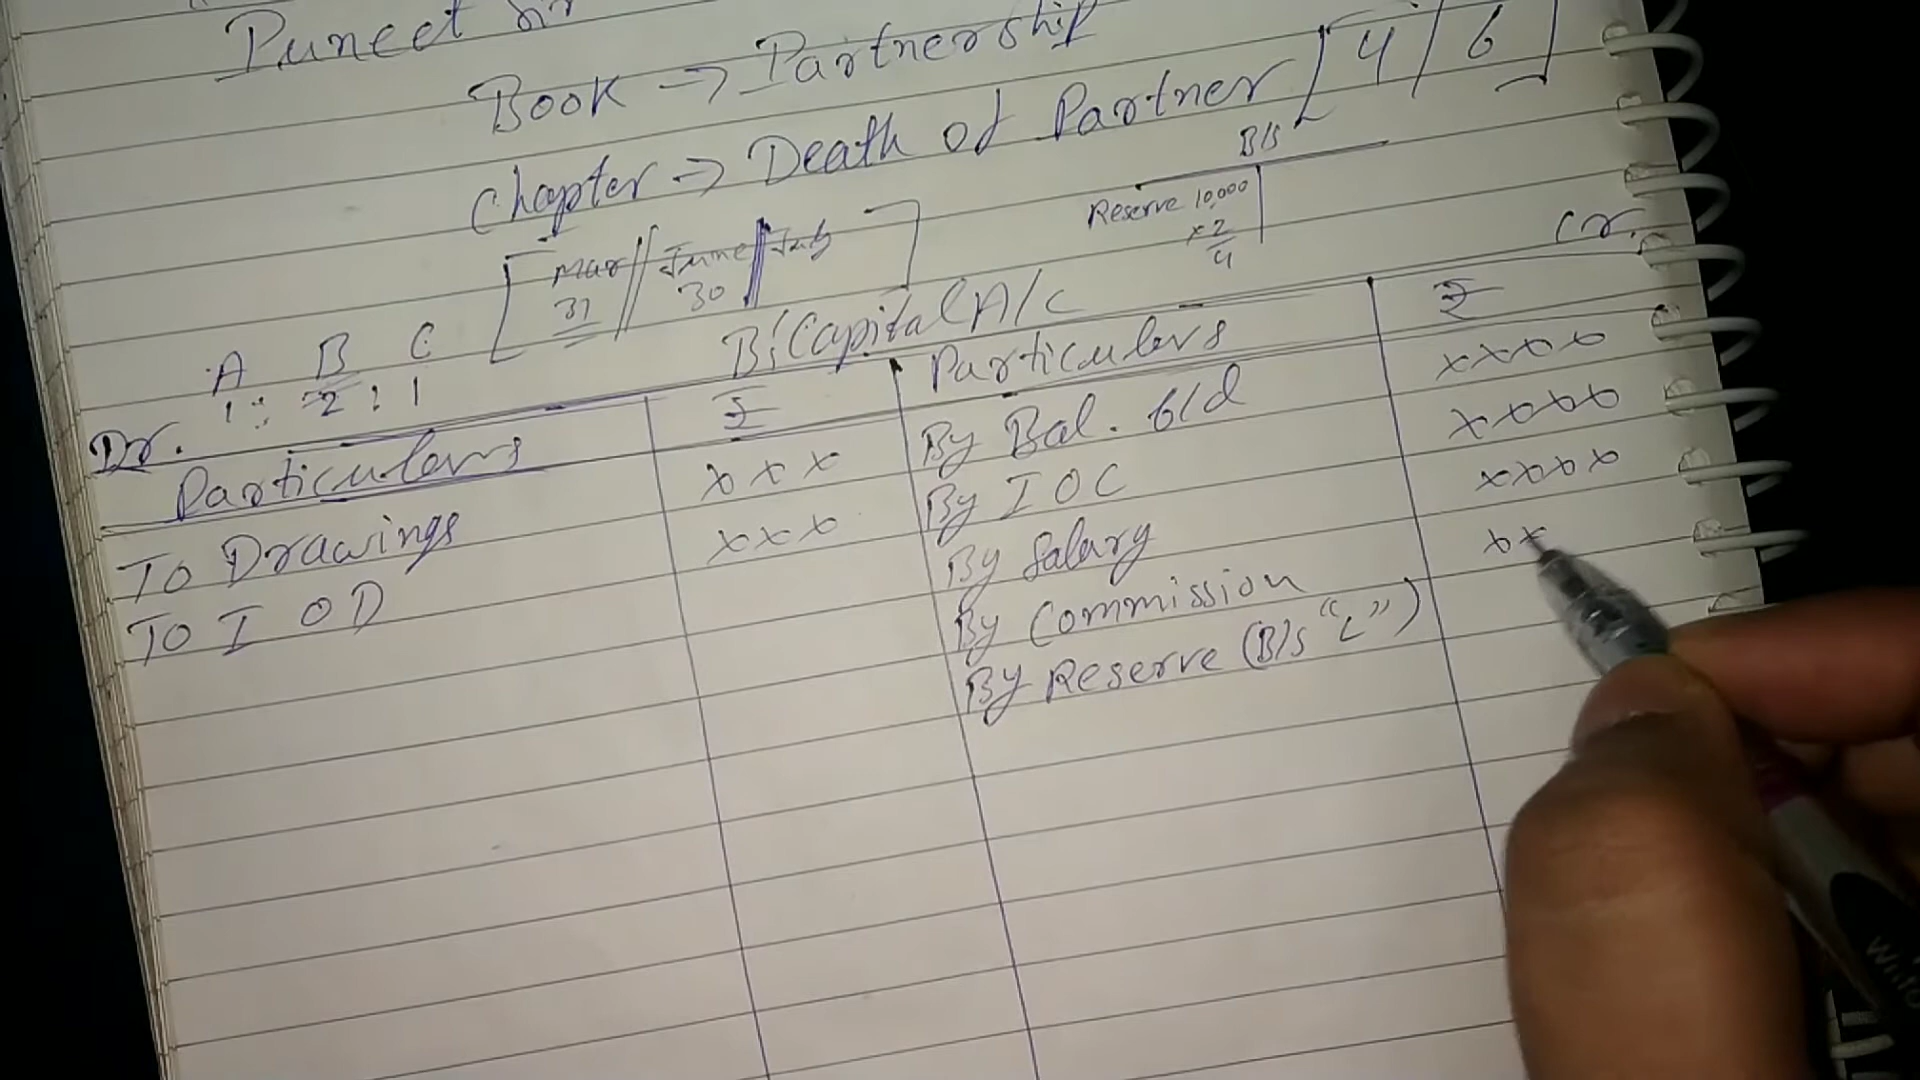 Puneet Sir
Book → Partnership
Chapter → Death of Partner [4/6]
B/S
Reserve 10,000
×2
4
[Mar // June // July]
31 30
A B C
1 : 2 : 1
B's Capital A/c
Dr. Cr.
Particulars ₹ Particulars ₹
To Drawings xxx By Bal. b/d xxxx
To I O D xxx By I O C xxxx
By Salary xxxx
By Commission xx
By Reserve (B/s "L")